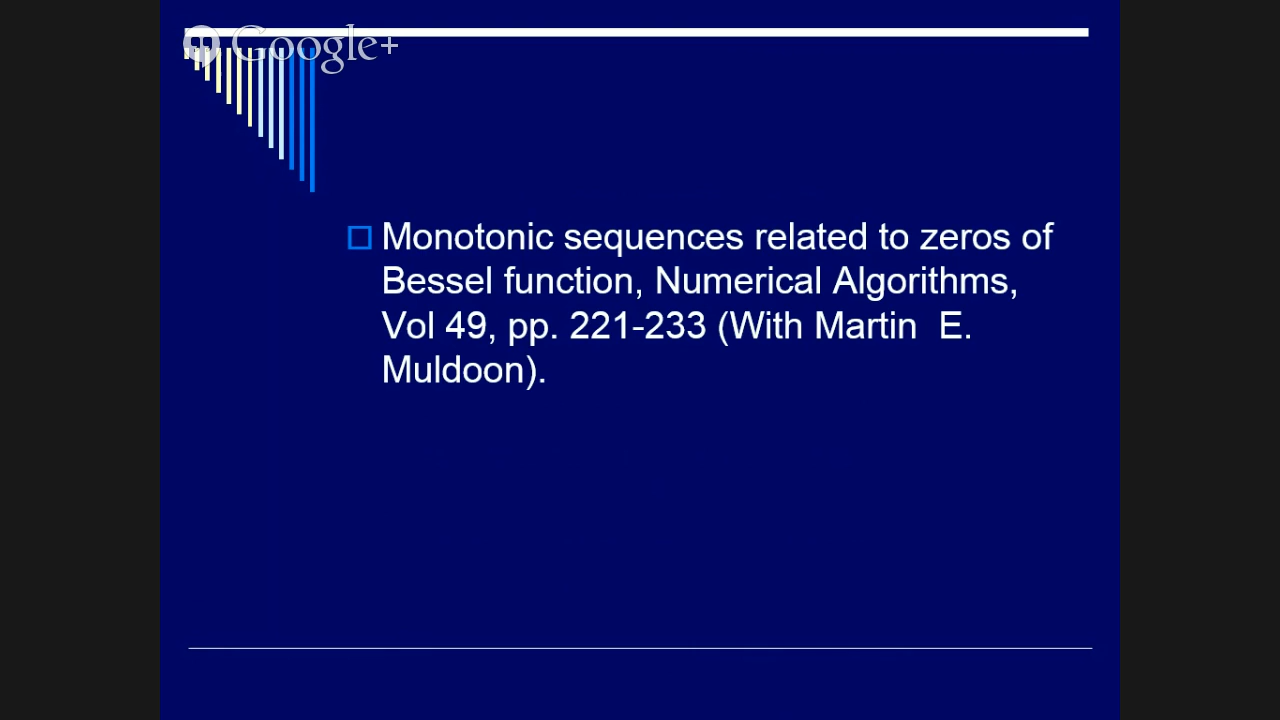 Google+
Monotonic sequences related to zeros of
Bessel function, Numerical Algorithms,
Vol 49, pp. 221-233 (With Martin  E.
Muldoon).